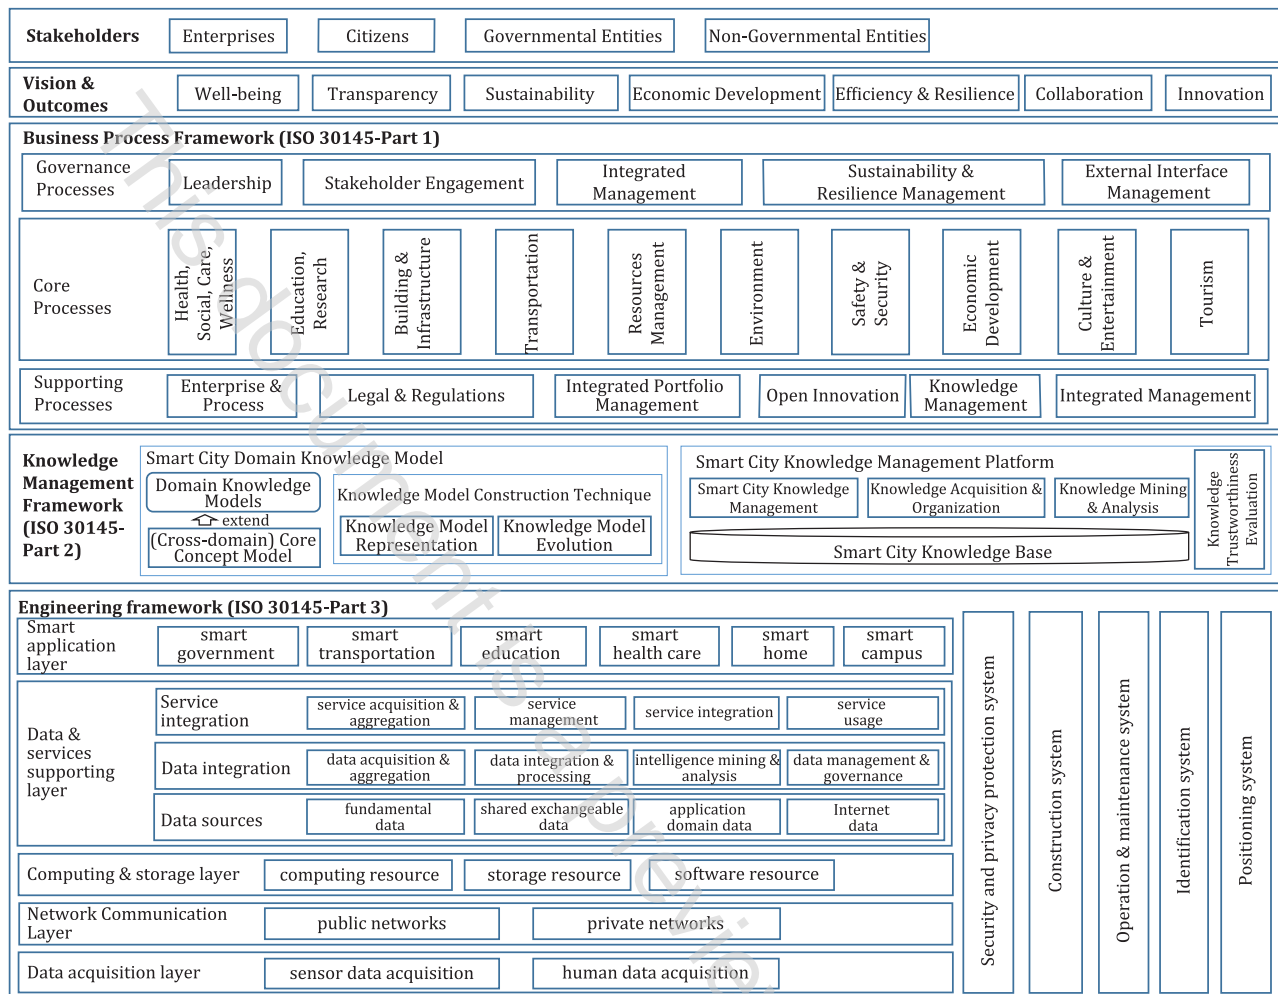 Stakeholders
Enterprises
Citizens
Governmental Entities
Non-Governmental Entities
Vision &
Outcomes
Well-being
Transparency
Sustainability
Economic Development
Efficiency & Resilience
Collaboration
Innovation
Business Process Framework (ISO 30145-Part 1)
Governance
Processes
Leadership
Stakeholder Engagement
Integrated
Management
Sustainability &
Resilience Management
External Interface
Management
Core
Processes
Health,
Social, Care,
Wellness
Education,
Research
Building &
Infrastructure
Transportation
Resources
Management
Environment
Safety &
Security
Economic
Development
Culture &
Entertainment
Tourism
Supporting
Processes
Enterprise &
Process
Legal & Regulations
Integrated Portfolio
Management
Open Innovation
Knowledge
Management
Integrated Management
Knowledge
Management
Framework
(ISO 30145-
Part 2)
Smart City Domain Knowledge Model
Domain Knowledge
Models
extend
(Cross-domain) Core
Concept Model
Knowledge Model Construction Technique
Knowledge Model
Representation
Knowledge Model
Evolution
Smart City Knowledge Management Platform
Smart City Knowledge
Management
Knowledge Acquisition &
Organization
Knowledge Mining
& Analysis
Smart City Knowledge Base
Knowledge
Trustworthiness
Evaluation
Engineering framework (ISO 30145-Part 3)
Smart
application
layer
smart
government
smart
transportation
smart
education
smart
health care
smart
home
smart
campus
Data &
services
supporting
layer
Service
integration
service acquisition &
aggregation
service
management
service integration
service
usage
Data integration
data acquisition &
aggregation
data integration &
processing
intelligence mining &
analysis
data management &
governance
Data sources
fundamental
data
shared exchangeable
data
application
domain data
Internet
data
Computing & storage layer
computing resource
storage resource
software resource
Network Communication
Layer
public networks
private networks
Data acquisition layer
sensor data acquisition
human data acquisition
Security and privacy protection system
Construction system
Operation & maintenance system
Identification system
Positioning system
This document is a preview